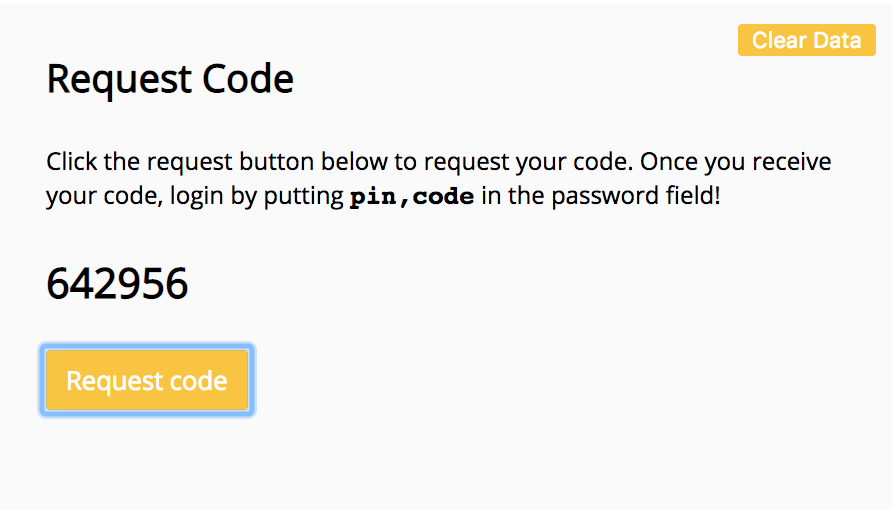 Clear Data
Request Code
Click the request button below to request your code. Once you receive
your code, login by putting pin,code in the password field!
642956
Request code